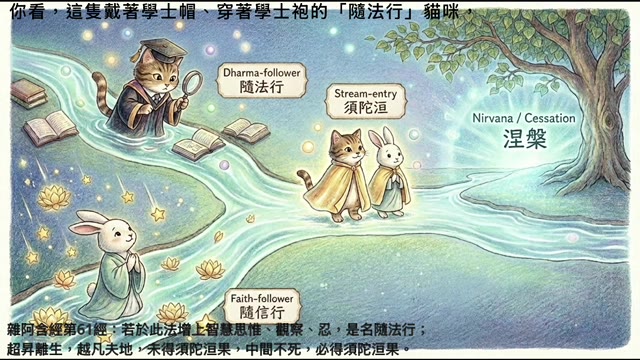 你看，這隻戴著學士帽、穿著學士袍的「隨法行」貓咪，
Dharma-follower
隨法行
Stream-entry
須陀洹
Nirvana / Cessation
涅槃
Faith-follower
隨信行
雜阿含經第61經：若於此法增上智慧思惟、觀察、忍，是名隨法行；
超昇離生，越凡夫地，未得須陀洹果，中間不死，必得須陀洹果。